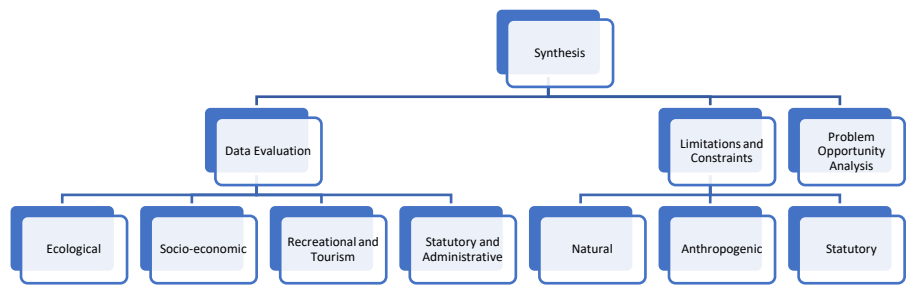 Synthesis
Data Evaluation
Limitations and
Constraints
Problem
Opportunity
Analysis
Ecological
Socio-economic
Recreational and
Tourism
Statutory and
Administrative
Natural
Anthropogenic
Statutory